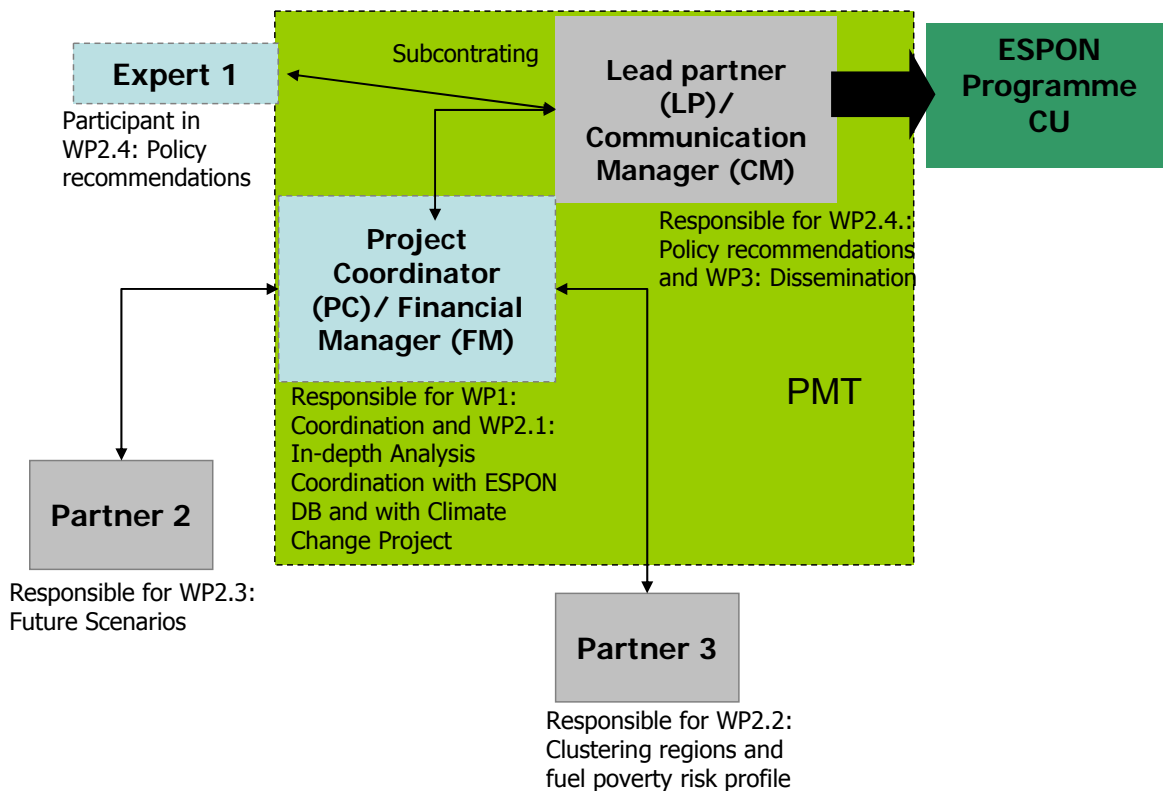 Expert 1
Participant in
WP2.4: Policy
recommendations
Subcontrating
Lead partner
(LP)/
Communication
Manager (CM)
ESPON
Programme
CU
Responsible for WP2.4.:
Policy recommendations
and WP3: Dissemination
Project
Coordinator
(PC)/ Financial
Manager (FM)
Responsible for WP1:
Coordination and WP2.1:
In-depth Analysis
Coordination with ESPON
DB and with Climate
Change Project
PMT
Partner 2
Responsible for WP2.3:
Future Scenarios
Partner 3
Responsible for WP2.2:
Clustering regions and
fuel poverty risk profile